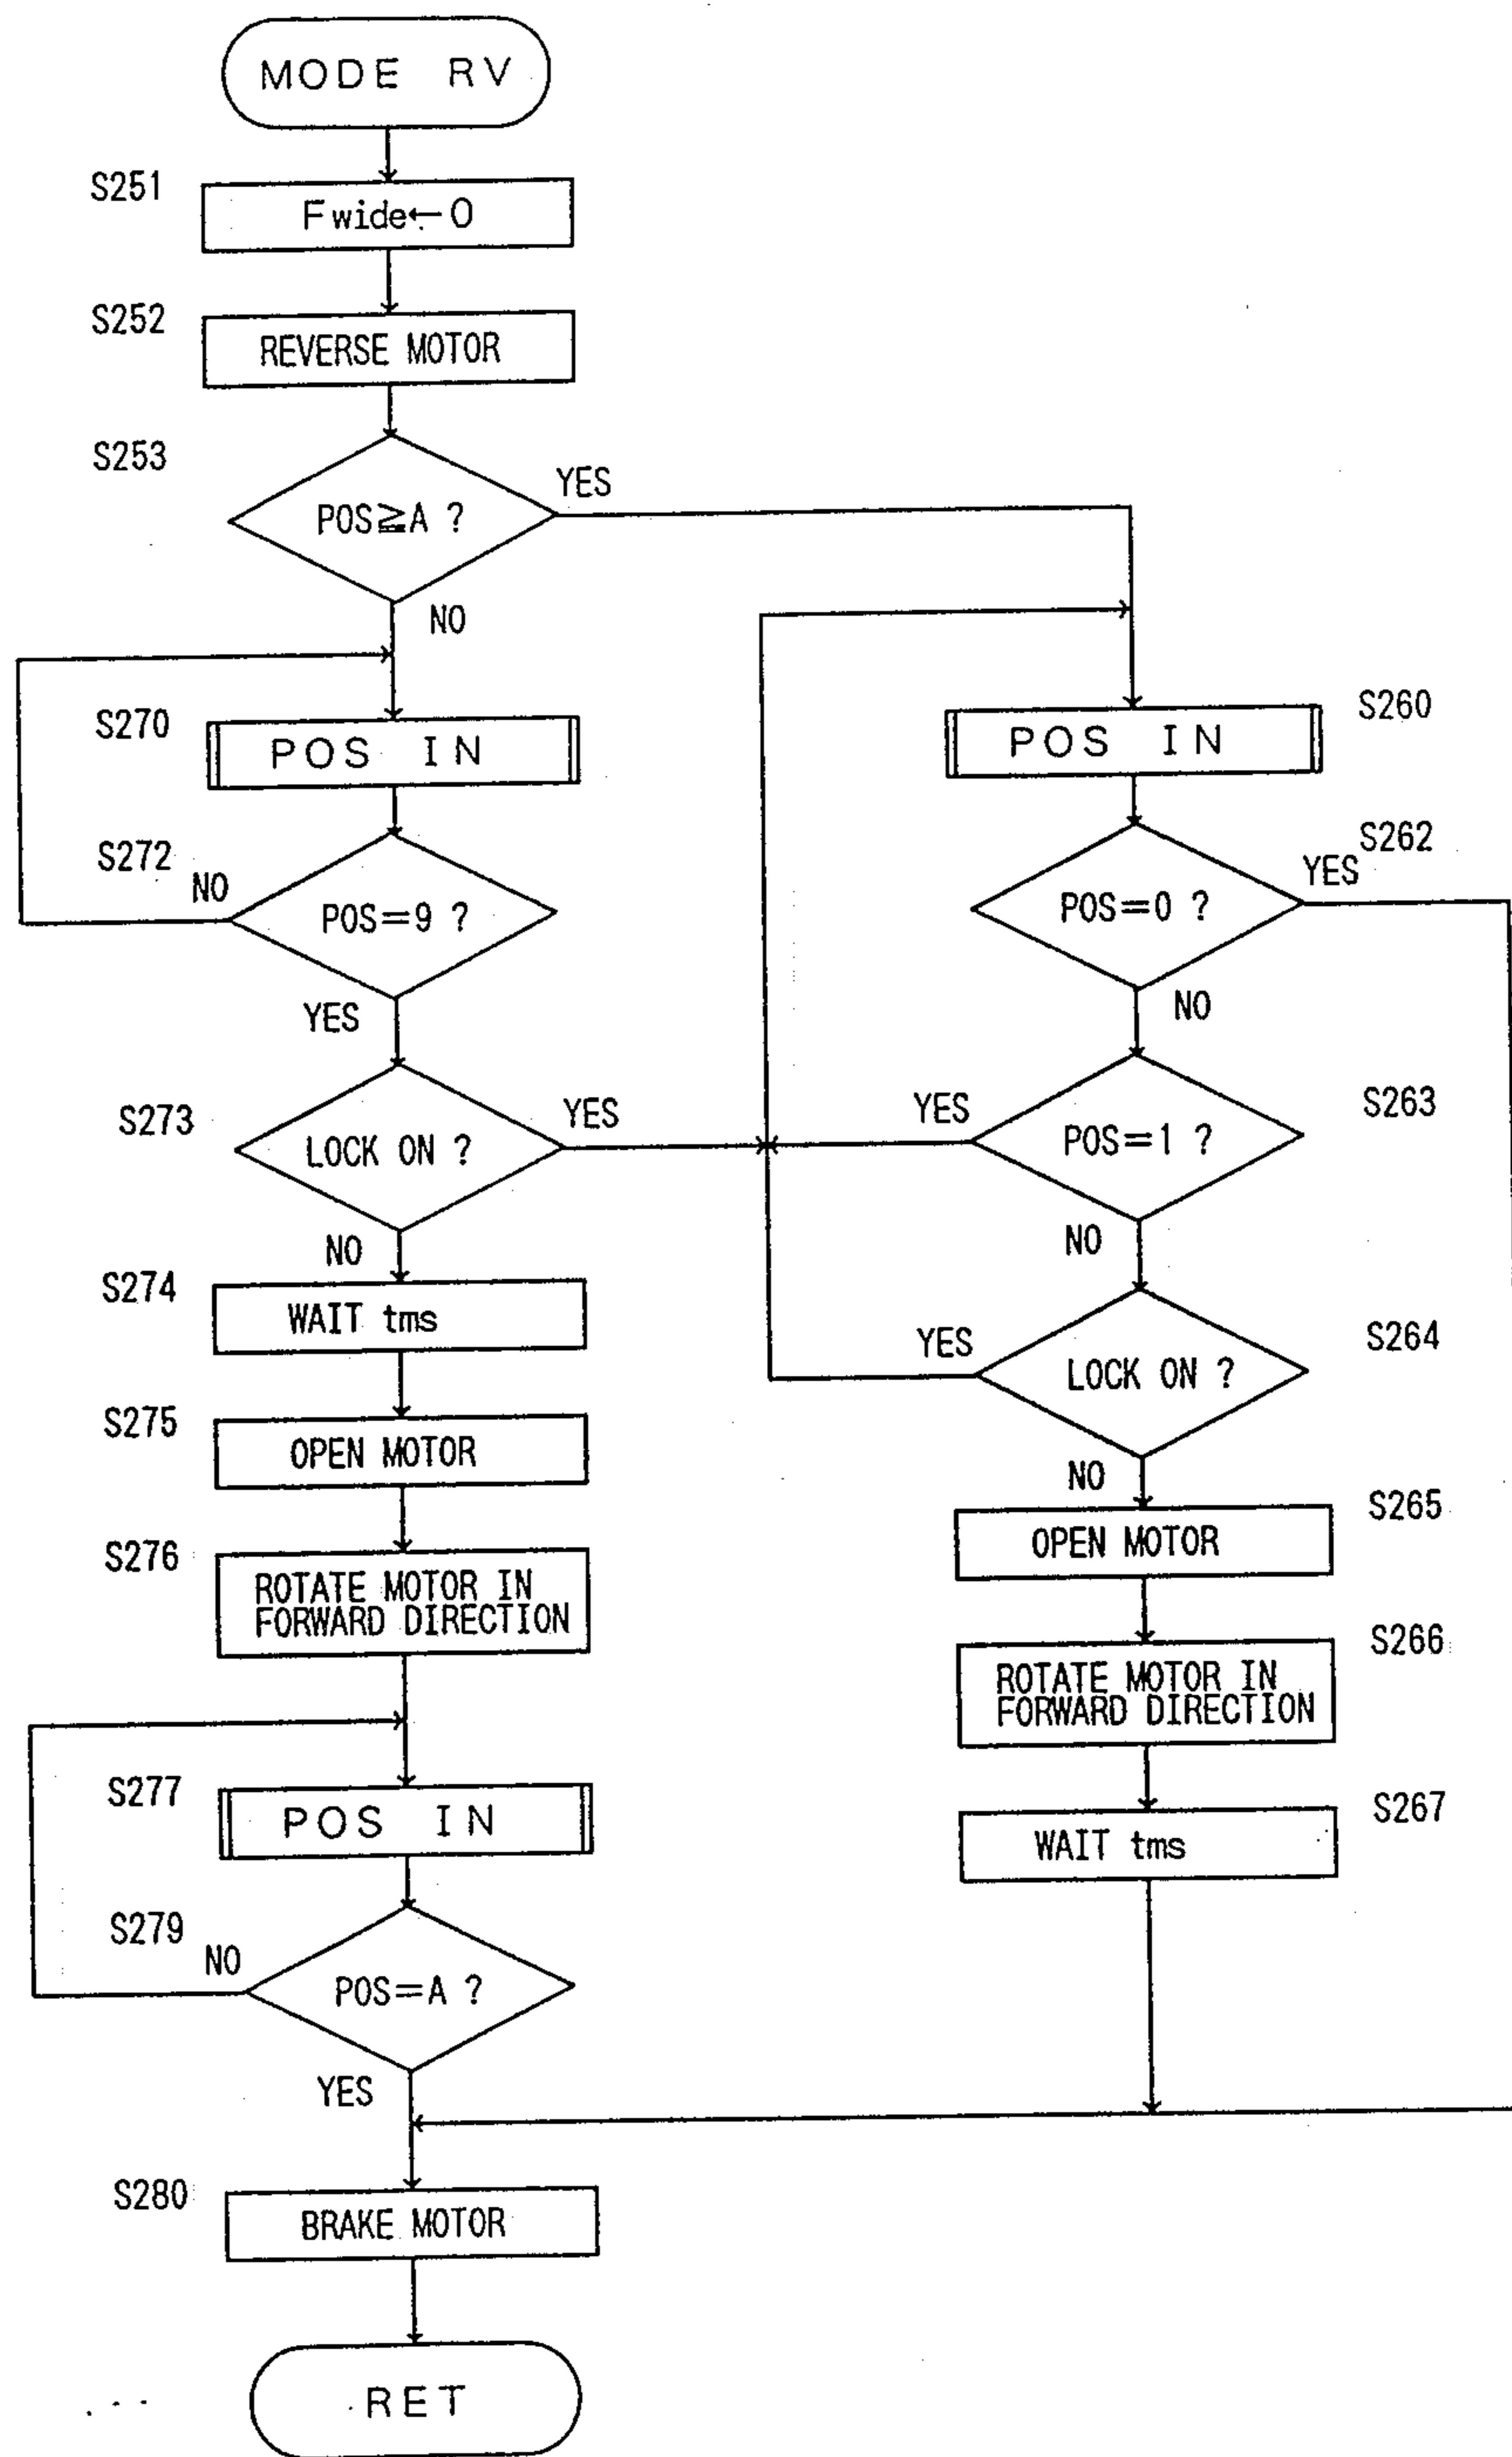 MODE RV
S251
Fwide←0
S252
REVERSE MOTOR
S253
POS≧A ?
YES
NO
S270
POS IN
S272
NO
POS=9 ?
YES
S273
LOCK ON ?
YES
NO
S274
WAIT tms
S275
OPEN MOTOR
S276
ROTATE MOTOR IN
FORWARD DIRECTION
S277
POS IN
S279
NO
POS=A ?
YES
S280
BRAKE MOTOR
RET
S260
POS IN
S262
YES
POS=0 ?
NO
S263
YES
POS=1 ?
NO
S264
YES
LOCK ON ?
NO
S265
OPEN MOTOR
S266
ROTATE MOTOR IN
FORWARD DIRECTION
S267
WAIT tms